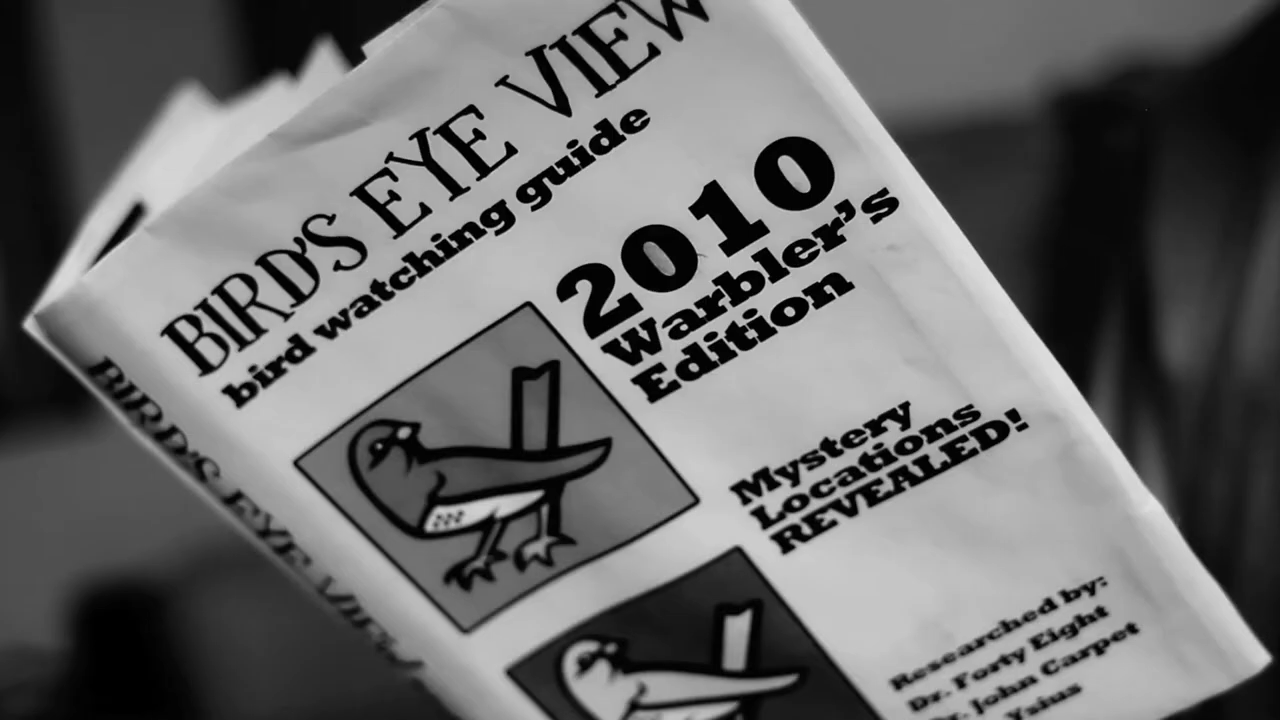 BIRD'S EYE VIEW
bird watching guide
2010
Warbler's
Edition
Mystery
Locations
REVEALED!
Researched by:
Dr. Forty Eight
Dr. John Carpet
Ysius
BIRD'S EYE VIEW